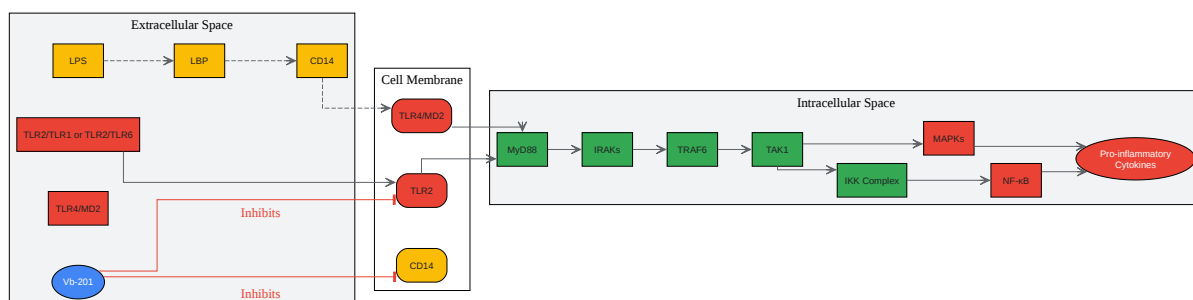 Extracellular Space
LPS
LBP
CD14
TLR2/TLR1 or TLR2/TLR6
TLR4/MD2
Vb-201
Inhibits
Inhibits
Cell Membrane
TLR4/MD2
TLR2
CD14
Intracellular Space
MyD88
IRAKs
TRAF6
TAK1
MAPKs
IKK Complex
NF-κB
Pro-inflammatory
Cytokines